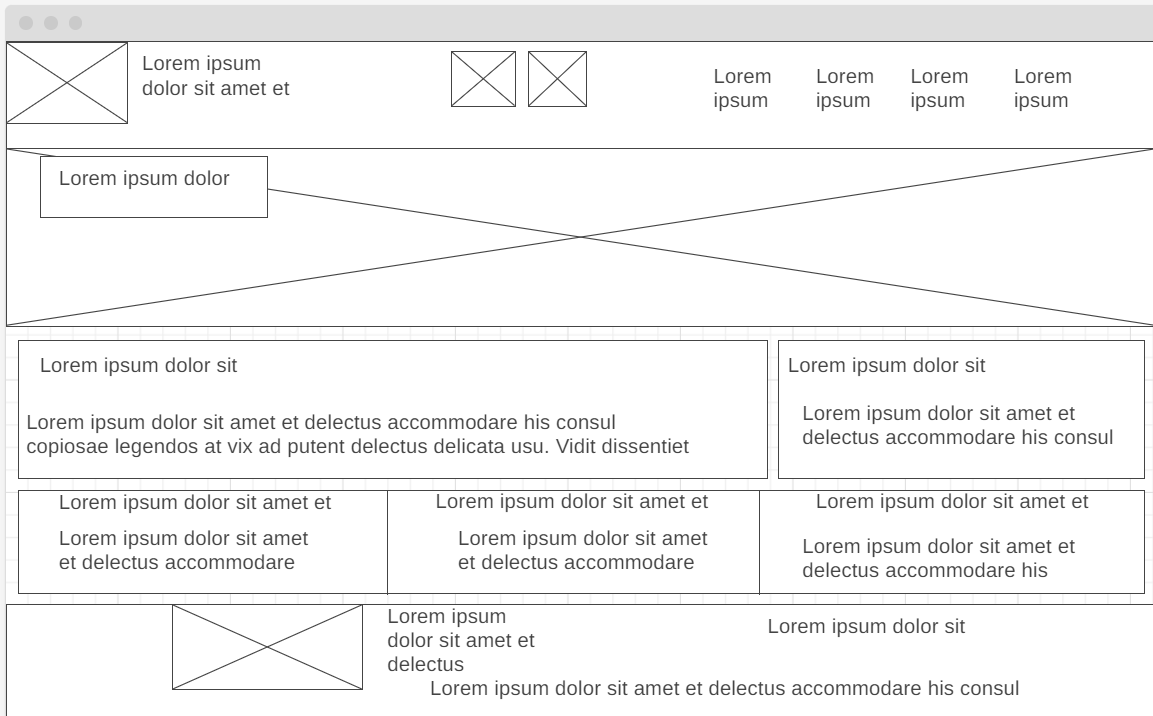 Lorem ipsum
dolor sit amet et
Lorem
ipsum
Lorem
ipsum
Lorem
ipsum
Lorem
ipsum
Lorem ipsum dolor
Lorem ipsum dolor sit
Lorem ipsum dolor sit amet et delectus accommodare his consul
copiosae legendos at vix ad putent delectus delicata usu. Vidit dissentiet
Lorem ipsum dolor sit
Lorem ipsum dolor sit amet et
delectus accommodare his consul
Lorem ipsum dolor sit amet et
Lorem ipsum dolor sit amet
et delectus accommodare
Lorem ipsum dolor sit amet et
Lorem ipsum dolor sit amet
et delectus accommodare
Lorem ipsum dolor sit amet et
Lorem ipsum dolor sit amet et
delectus accommodare his
Lorem ipsum
dolor sit amet et
delectus
Lorem ipsum dolor sit
Lorem ipsum dolor sit amet et delectus accommodare his consul